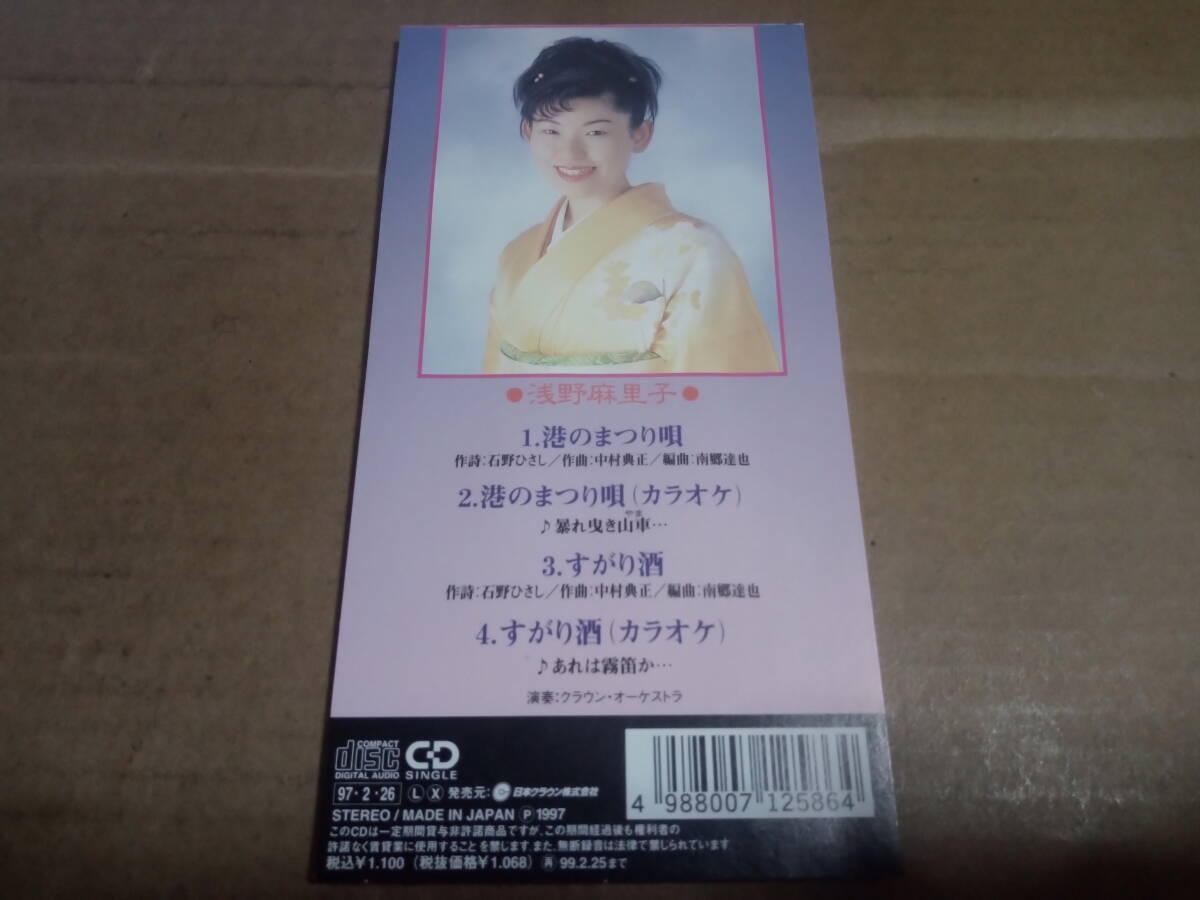 ●浅野麻里子●
1.港のまつり唄
作詩：石野ひさし／作曲：中村典正／編曲：南郷達也
2.港のまつり唄（カラオケ）
やま
♪暴れ曳き山車…
3.すがり酒
作詩：石野ひさし／作曲：中村典正／編曲：南郷達也
4.すがり酒（カラオケ）
♪あれは霧笛か…
演奏：クラウン・オーケストラ
COMPACT disc DIGITAL AUDIO
CD SINGLE
97・2・26 Ⓛ Ⓧ 発売元： 日本クラウン株式会社
STEREO / MADE IN JAPAN Ⓟ 1997
このCDは一定期間貸与非許諾商品ですが、この期間経過後も権利者の
許諾なく賃貸業に使用することを禁じます。また、無断録音は法律で禁じられています
税込¥1.100（税抜価格¥1.068）再 99.2.25まで
4 988007 125864